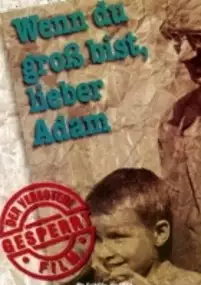 Wenn du
groß bist,
lieber
Adam
DER VERBOTENE
GESPERRT
FILM